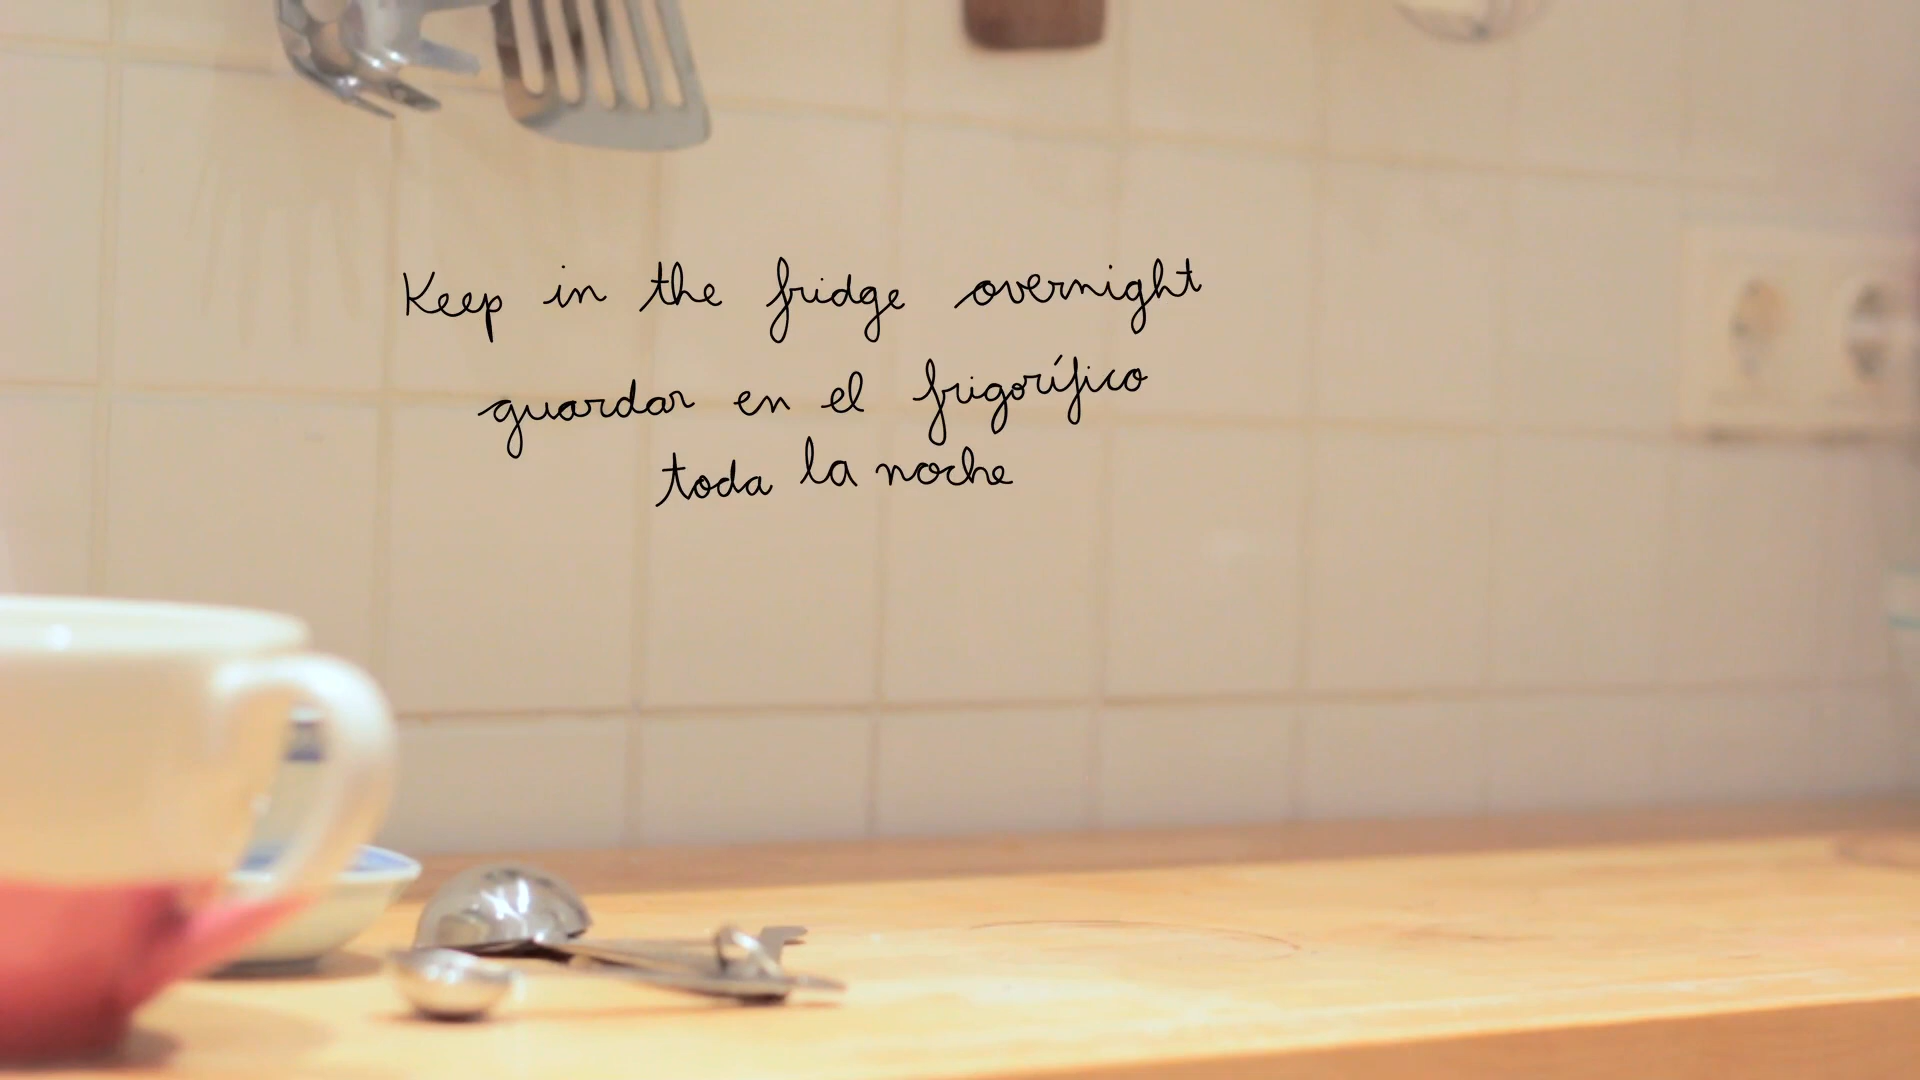 Keep in the fridge overnight
guardar en el frigorífico
toda la noche